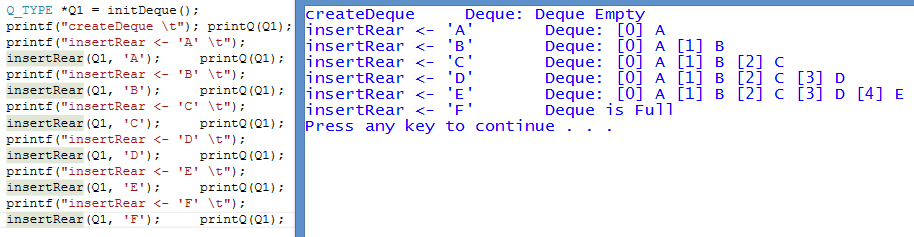 Q_TYPE *Q1 = initDeque();
printf("createDeque \t"); printQ(Q1);
printf("insertRear <- 'A' \t");
insertRear(Q1, 'A'); printQ(Q1);
printf("insertRear <- 'B' \t");
insertRear(Q1, 'B'); printQ(Q1);
printf("insertRear <- 'C' \t");
insertRear(Q1, 'C'); printQ(Q1);
printf("insertRear <- 'D' \t");
insertRear(Q1, 'D'); printQ(Q1);
printf("insertRear <- 'E' \t");
insertRear(Q1, 'E'); printQ(Q1);
printf("insertRear <- 'F' \t");
insertRear(Q1, 'F'); printQ(Q1);
createDeque Deque: Deque Empty
insertRear <- 'A' Deque: [0] A
insertRear <- 'B' Deque: [0] A [1] B
insertRear <- 'C' Deque: [0] A [1] B [2] C
insertRear <- 'D' Deque: [0] A [1] B [2] C [3] D
insertRear <- 'E' Deque: [0] A [1] B [2] C [3] D [4] E
insertRear <- 'F' Deque is Full
Press any key to continue . . .